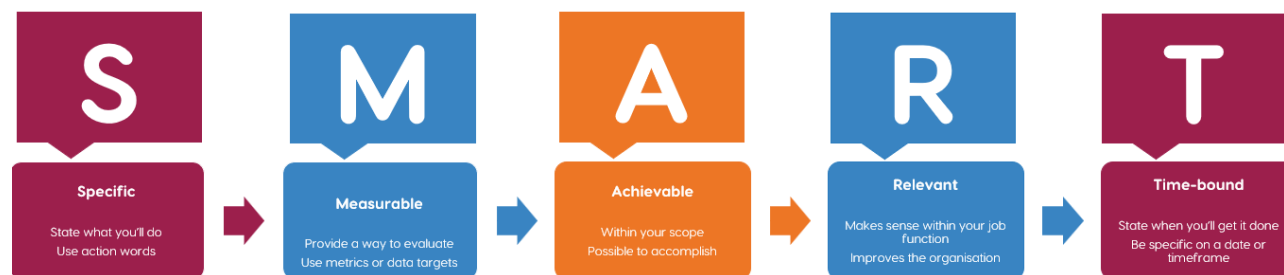 S
M
A
R
T
Specific
State what you'll do
Use action words
Measurable
Provide a way to evaluate
Use metrics or data targets
Achievable
Within your scope
Possible to accomplish
Relevant
Makes sense within your job
function
Improves the organisation
Time-bound
State when you'll get it done
Be specific on a date or
timeframe